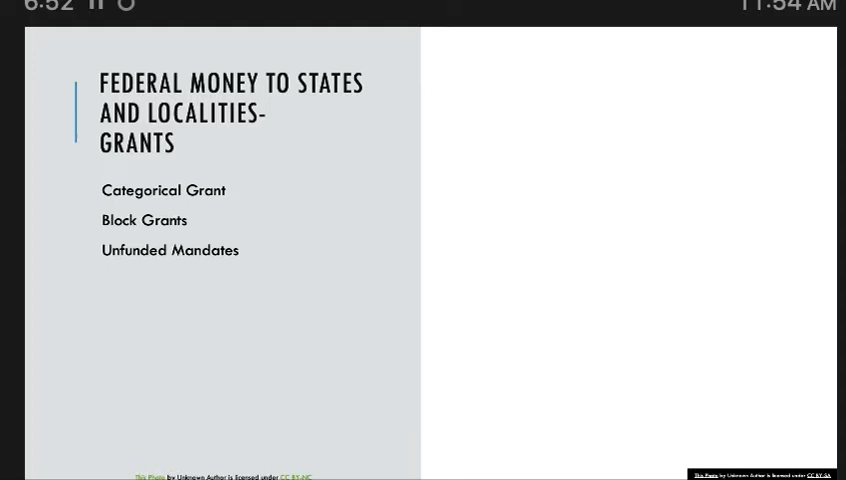 6:52
11:54 AM
FEDERAL MONEY TO STATES
AND LOCALITIES-
GRANTS
Categorical Grant
Block Grants
Unfunded Mandates
This Photo by Unknown Author is licensed under CC BY-NC
This Photo by Unknown Author is licensed under CC BY-SA